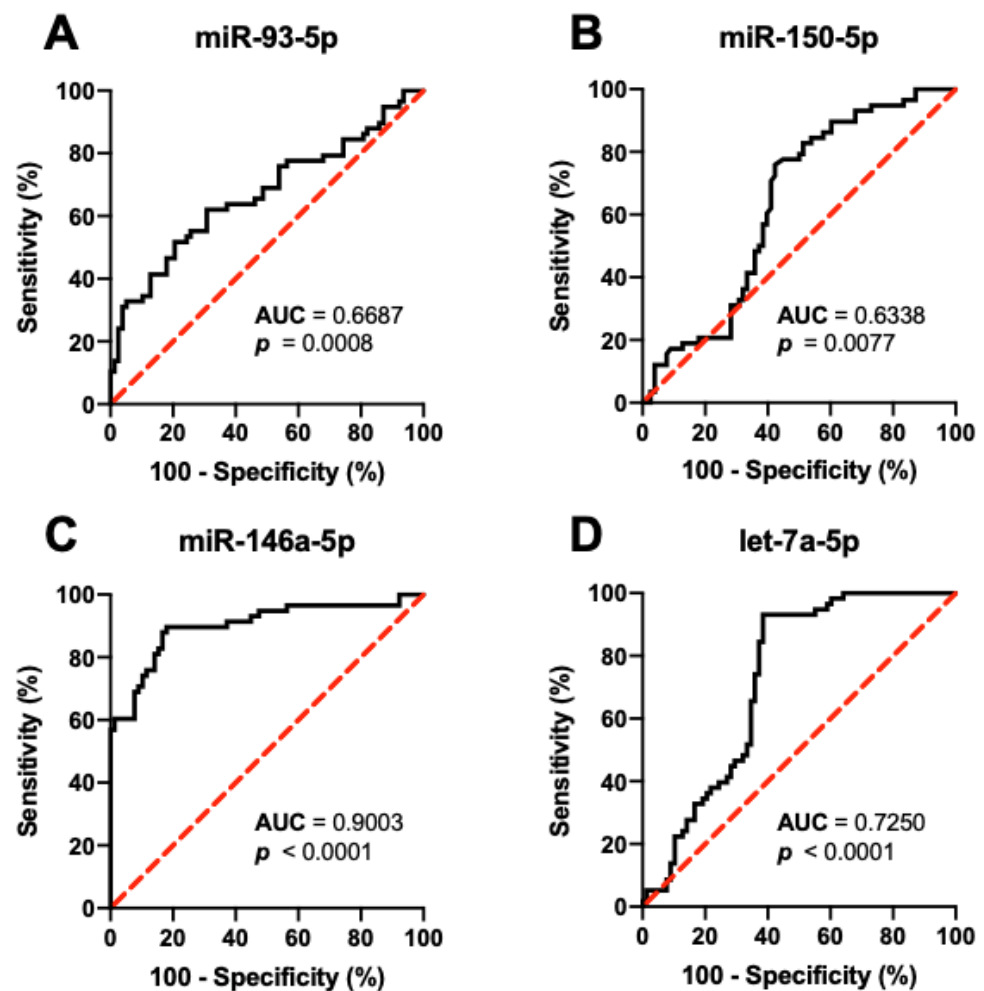 A
miR-93-5p
100
80
60
40
20
0
Sensitivity (%)
AUC = 0.6687
p = 0.0008
0 20 40 60 80 100
100 - Specificity (%)
B
miR-150-5p
100
80
60
40
20
0
Sensitivity (%)
AUC = 0.6338
p = 0.0077
0 20 40 60 80 100
100 - Specificity (%)
C
miR-146a-5p
100
80
60
40
20
0
Sensitivity (%)
AUC = 0.9003
p < 0.0001
0 20 40 60 80 100
100 - Specificity (%)
D
let-7a-5p
100
80
60
40
20
0
Sensitivity (%)
AUC = 0.7250
p < 0.0001
0 20 40 60 80 100
100 - Specificity (%)